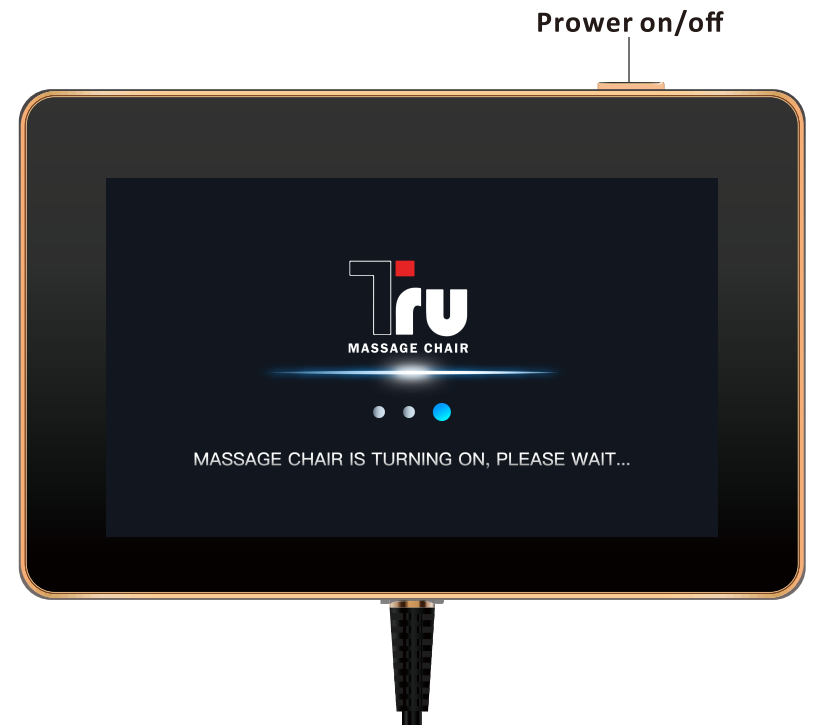 Prower on/off
Tru
MASSAGE CHAIR
MASSAGE CHAIR IS TURNING ON, PLEASE WAIT...